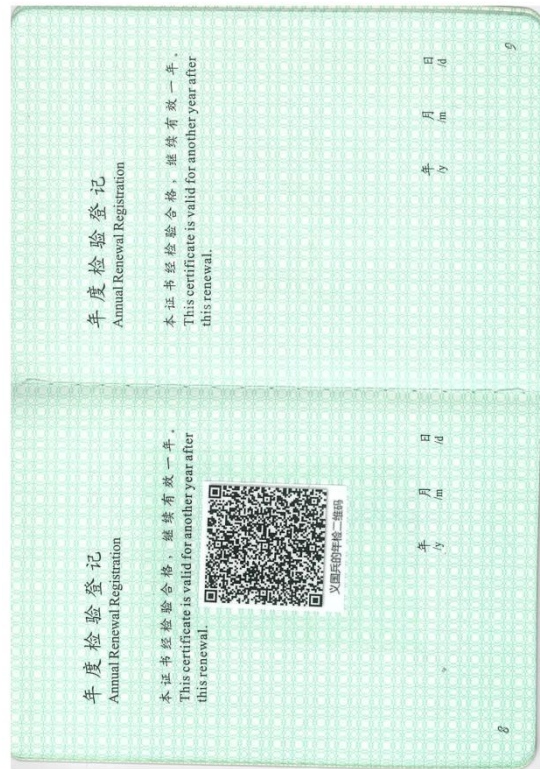 年度检验登记
Annual Renewal Registration
本证书经检验合格，继续有效一年。
This certificate is valid for another year after
this renewal.
义国兵的年检二维码
年 月 日
/y /m /d
8
年度检验登记
Annual Renewal Registration
本证书经检验合格，继续有效一年。
This certificate is valid for another year after
this renewal.
年 月 日
/y /m /d
9